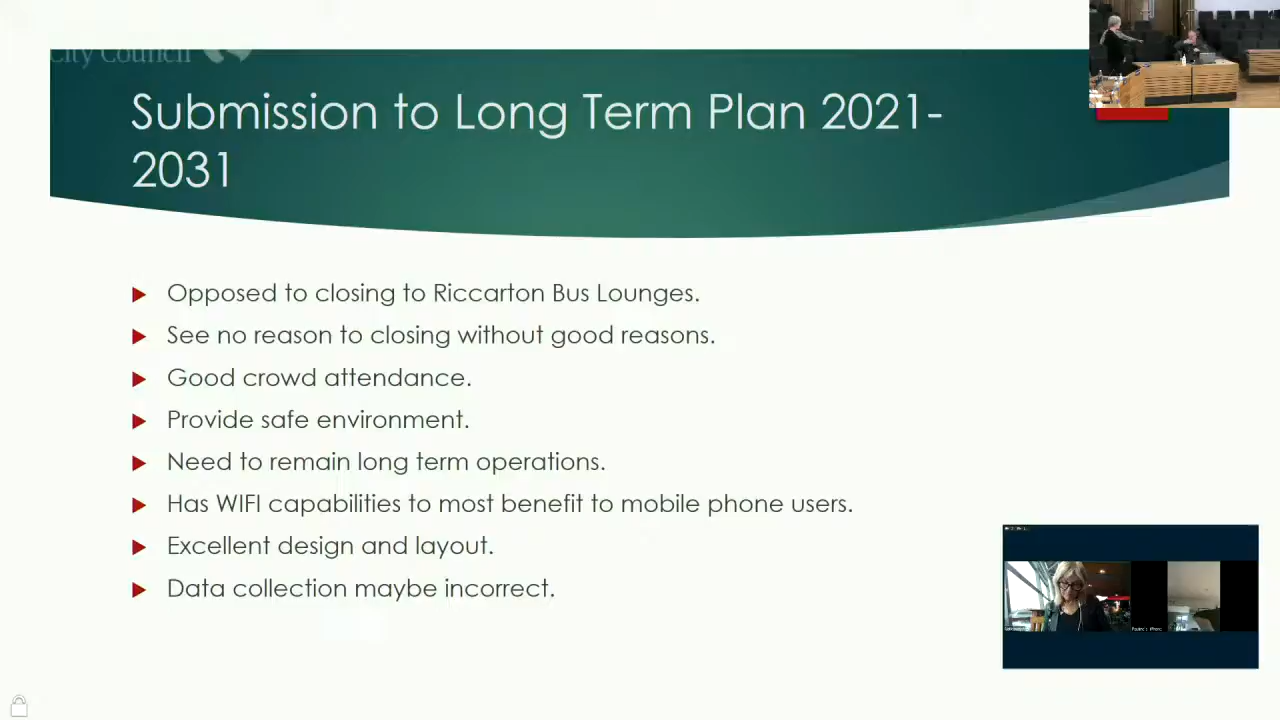 City Council
Submission to Long Term Plan 2021-
2031
Opposed to closing to Riccarton Bus Lounges.
See no reason to closing without good reasons.
Good crowd attendance.
Provide safe environment.
Need to remain long term operations.
Has WIFI capabilities to most benefit to mobile phone users.
Excellent design and layout.
Data collection maybe incorrect.